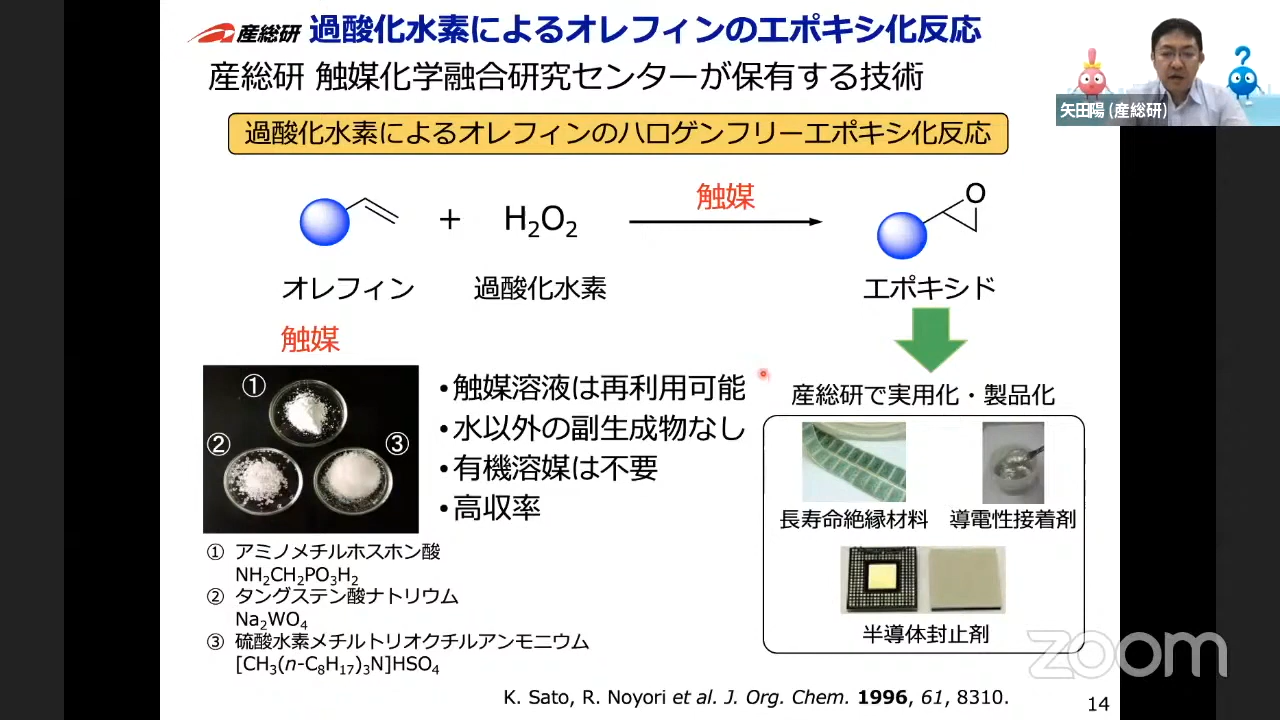 産総研 過酸化水素によるオレフィンのエポキシ化反応
産総研 触媒化学融合研究センターが保有する技術
過酸化水素によるオレフィンのハロゲンフリーエポキシ化反応
矢田陽 (産総研)
触媒
O
+ H₂O₂
オレフィン 過酸化水素 エポキシド
触媒
① ② ③
•触媒溶液は再利用可能
•水以外の副生成物なし
•有機溶媒は不要
•高収率
① アミノメチルホスホン酸
NH₂CH₂PO₃H₂
② タングステン酸ナトリウム
Na₂WO₄
③ 硫酸水素メチルトリオクチルアンモニウム
[CH₃(n-C₈H₁₇)₃N]HSO₄
産総研で実用化・製品化
長寿命絶縁材料 導電性接着剤
半導体封止剤
K. Sato, R. Noyori et al. J. Org. Chem. 1996, 61, 8310.
14
zoom